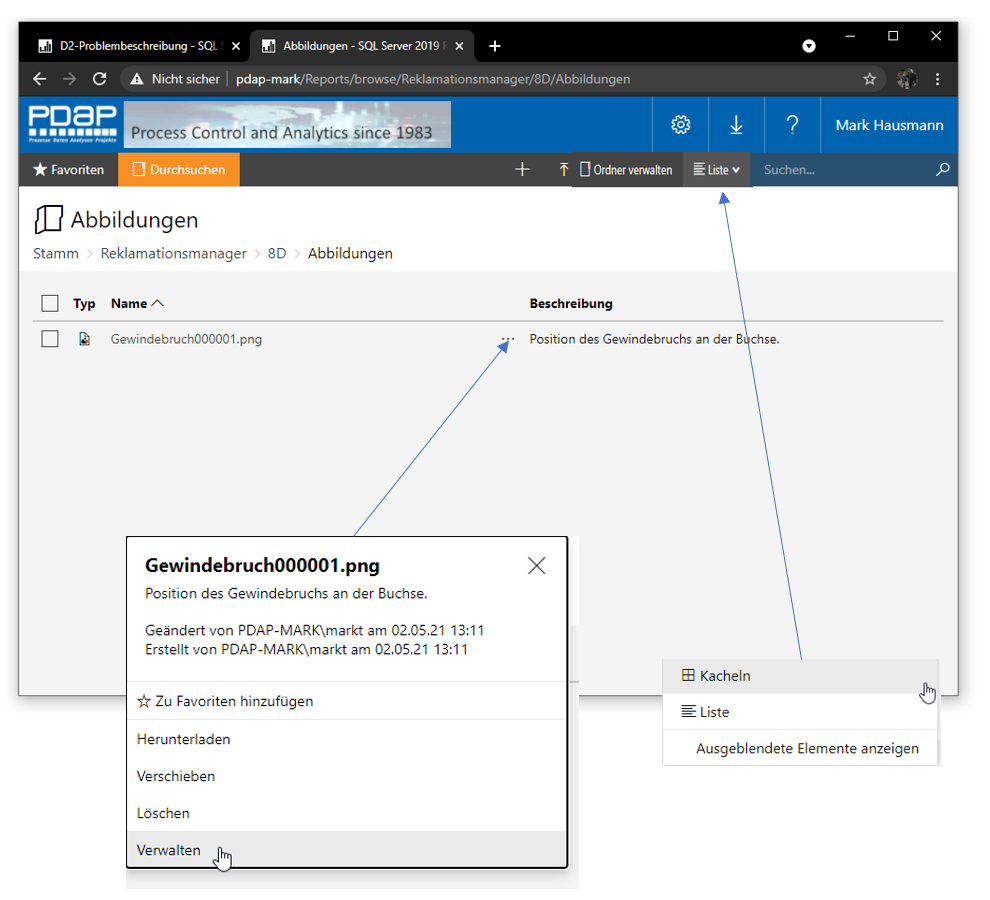 D2-Problembeschreibung - SQL S
Abbildungen - SQL Server 2019 R
Nicht sicher | pdap-mark/Reports/browse/Reklamationsmanager/8D/Abbildungen
PDAP
Prozesse Daten Analysen Projekte
Process Control and Analytics since 1983
?
Mark Hausmann
Favoriten
Durchsuchen
Ordner verwalten
Liste
Suchen...
Abbildungen
Stamm > Reklamationsmanager > 8D > Abbildungen
Typ Name Beschreibung
Gewindebruch000001.png ... Position des Gewindebruchs an der Buchse.
Gewindebruch000001.png
Position des Gewindebruchs an der Buchse.
Geändert von PDAP-MARK\markt am 02.05.21 13:11
Erstellt von PDAP-MARK\markt am 02.05.21 13:11
Zu Favoriten hinzufügen
Herunterladen
Verschieben
Löschen
Verwalten
Kacheln
Liste
Ausgeblendete Elemente anzeigen